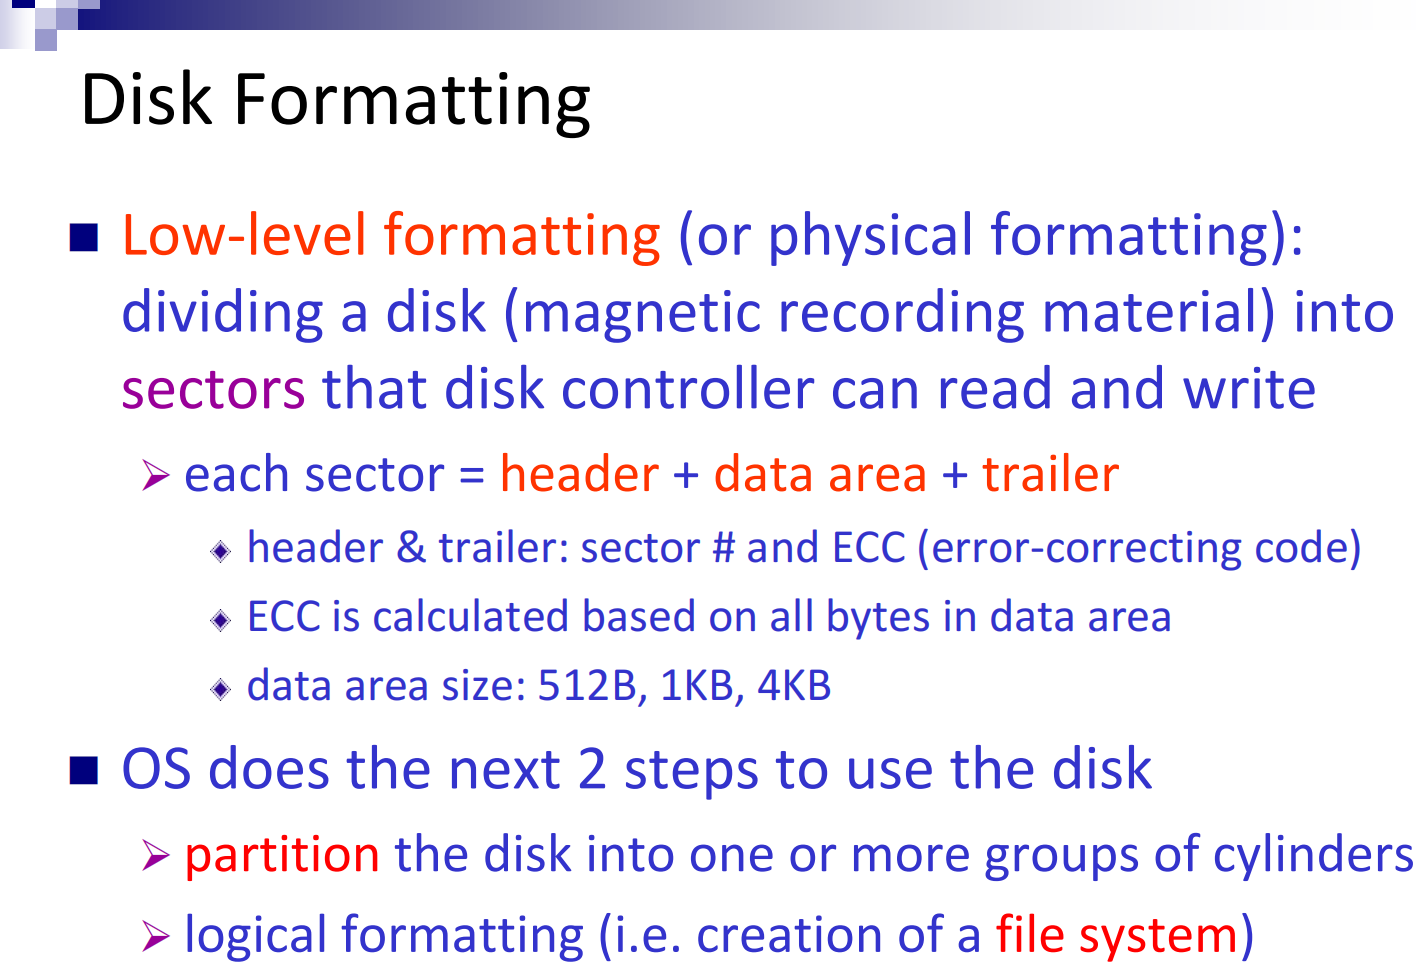 Disk Formatting
Low-level formatting (or physical formatting):
dividing a disk (magnetic recording material) into
sectors that disk controller can read and write
each sector = header + data area + trailer
header & trailer: sector # and ECC (error-correcting code)
ECC is calculated based on all bytes in data area
data area size: 512B, 1KB, 4KB
OS does the next 2 steps to use the disk
partition the disk into one or more groups of cylinders
logical formatting (i.e. creation of a file system)